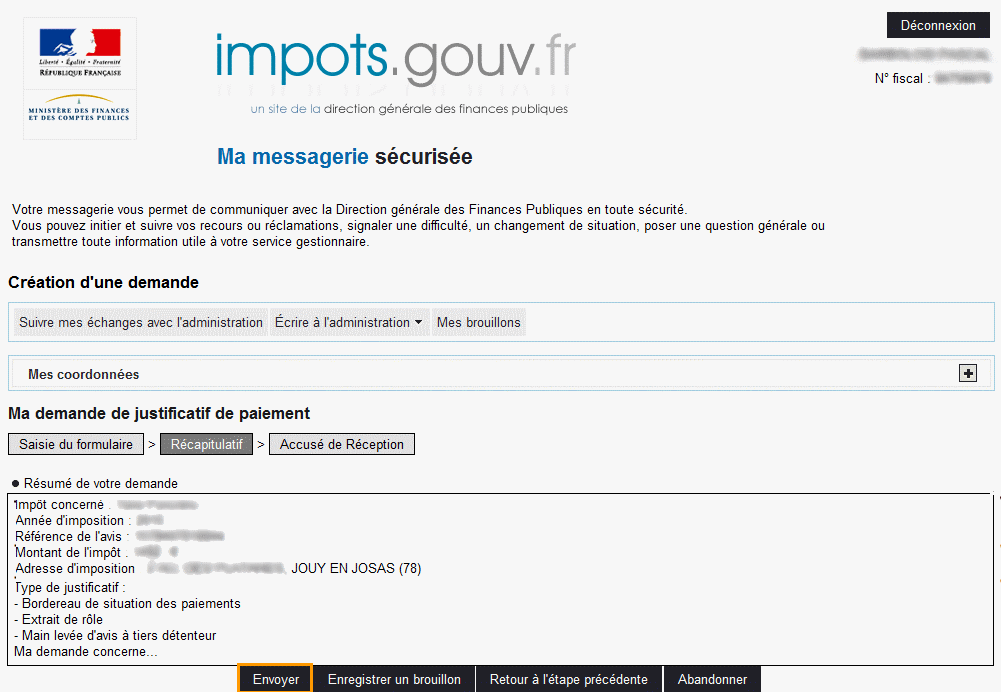 Déconnexion
N° fiscal :
Liberté • Égalité • Fraternité
RÉPUBLIQUE FRANÇAISE
MINISTÈRE DES FINANCES
ET DES COMPTES PUBLICS
impots.gouv.fr
un site de la direction générale des finances publiques
Ma messagerie sécurisée
Votre messagerie vous permet de communiquer avec la Direction générale des Finances Publiques en toute sécurité.
Vous pouvez initier et suivre vos recours ou réclamations, signaler une difficulté, un changement de situation, poser une question générale ou
transmettre toute information utile à votre service gestionnaire.
Création d'une demande
Suivre mes échanges avec l'administration Écrire à l'administration Mes brouillons
Mes coordonnées
Ma demande de justificatif de paiement
Saisie du formulaire > Récapitulatif > Accusé de Réception
Résumé de votre demande
Impôt concerné :
Année d'imposition :
Référence de l'avis :
Montant de l'impôt : €
Adresse d'imposition JOUY EN JOSAS (78)
Type de justificatif :
- Bordereau de situation des paiements
- Extrait de rôle
- Main levée d'avis à tiers détenteur
Ma demande concerne...
Envoyer Enregistrer un brouillon Retour à l'étape précédente Abandonner